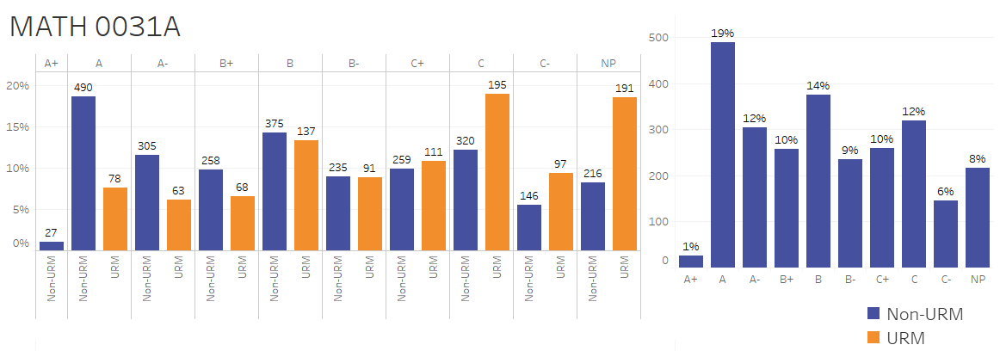 MATH 0031A
A+ A A- B+ B B- C+ C C- NP
20%
15%
10%
5%
0%
27 490 78 305 63 258 68 375 137 235 91 259 111 320 195 146 97 216 191
Non-URM Non-URM URM Non-URM URM Non-URM URM Non-URM URM Non-URM URM Non-URM URM Non-URM URM Non-URM URM Non-URM URM
500
400
300
200
100
0
1% 19% 12% 10% 14% 9% 10% 12% 6% 8%
A+ A A- B+ B B- C+ C C- NP
Non-URM
URM